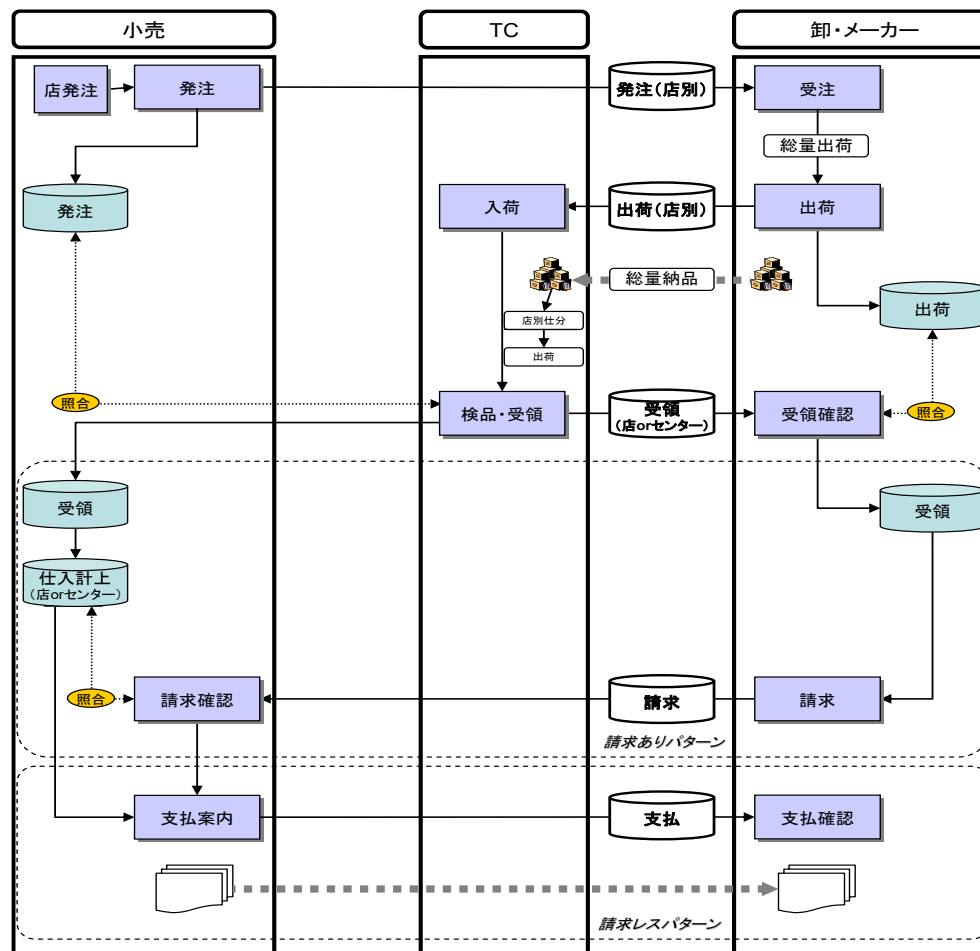 小売
TC
卸・メーカー
店発注
発注
発注(店別)
受注
総量出荷
発注
入荷
出荷(店別)
出荷
総量納品
出荷
店別仕分
出荷
照合
検品・受領
受領
(店orセンター)
受領確認
照合
受領
受領
仕入計上
(店orセンター)
照合
請求確認
請求
請求
請求ありパターン
支払案内
支払
支払確認
請求レスパターン